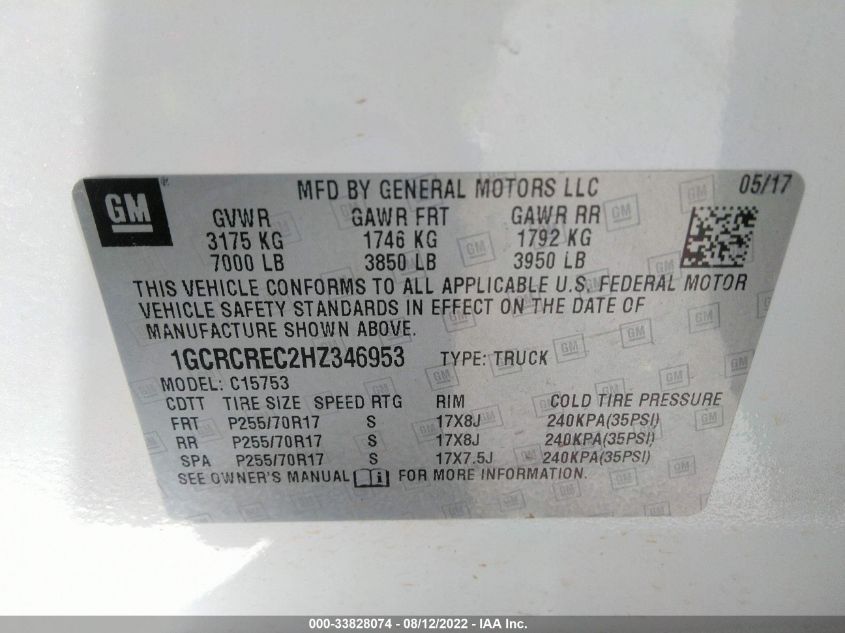 GM MFD BY GENERAL MOTORS LLC 05/17
GVWR GAWR FRT GAWR RR
3175 KG 1746 KG 1792 KG
7000 LB 3850 LB 3950 LB
THIS VEHICLE CONFORMS TO ALL APPLICABLE U.S. FEDERAL MOTOR
VEHICLE SAFETY STANDARDS IN EFFECT ON THE DATE OF
MANUFACTURE SHOWN ABOVE.
1GCRCREC2HZ346953 TYPE: TRUCK
MODEL: C15753
CDTT TIRE SIZE SPEED RTG RIM COLD TIRE PRESSURE
FRT P255/70R17 S 17X8J 240KPA(35PSI)
RR P255/70R17 S 17X8J 240KPA(35PSI)
SPA P255/70R17 S 17X7.5J 240KPA(35PSI)
SEE OWNER'S MANUAL FOR MORE INFORMATION.
000-33828074 - 08/12/2022 - IAA Inc.